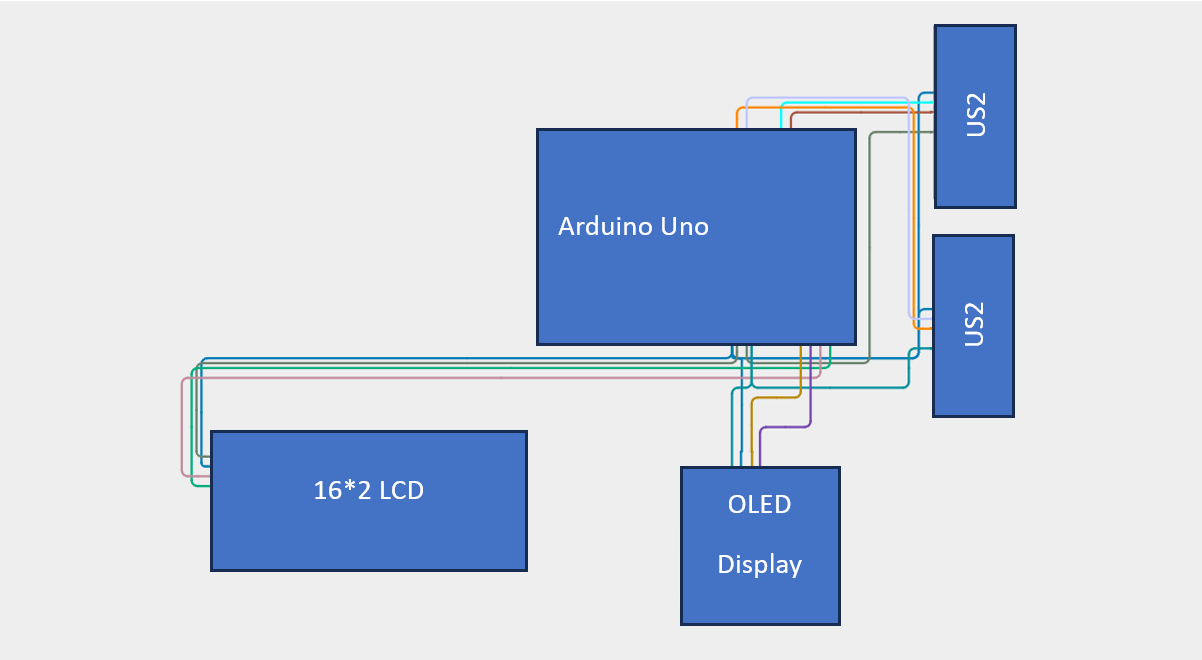 US2
Arduino Uno
US2
16*2 LCD
OLED
Display